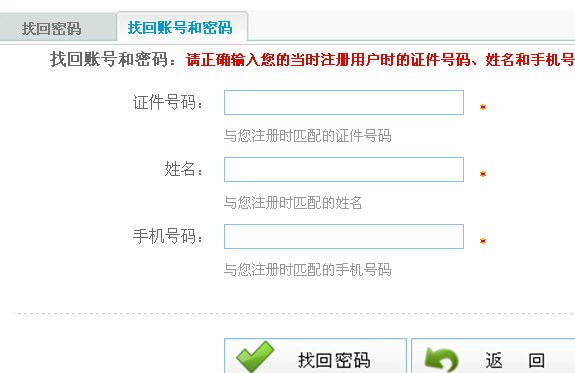 找回密码 找回账号和密码
找回账号和密码：请正确输入您的当时注册用户时的证件号码、姓名和手机号
证件号码： *
与您注册时匹配的证件号码
姓名： *
与您注册时匹配的姓名
手机号码： *
与您注册时匹配的手机号码
找回密码 返 回